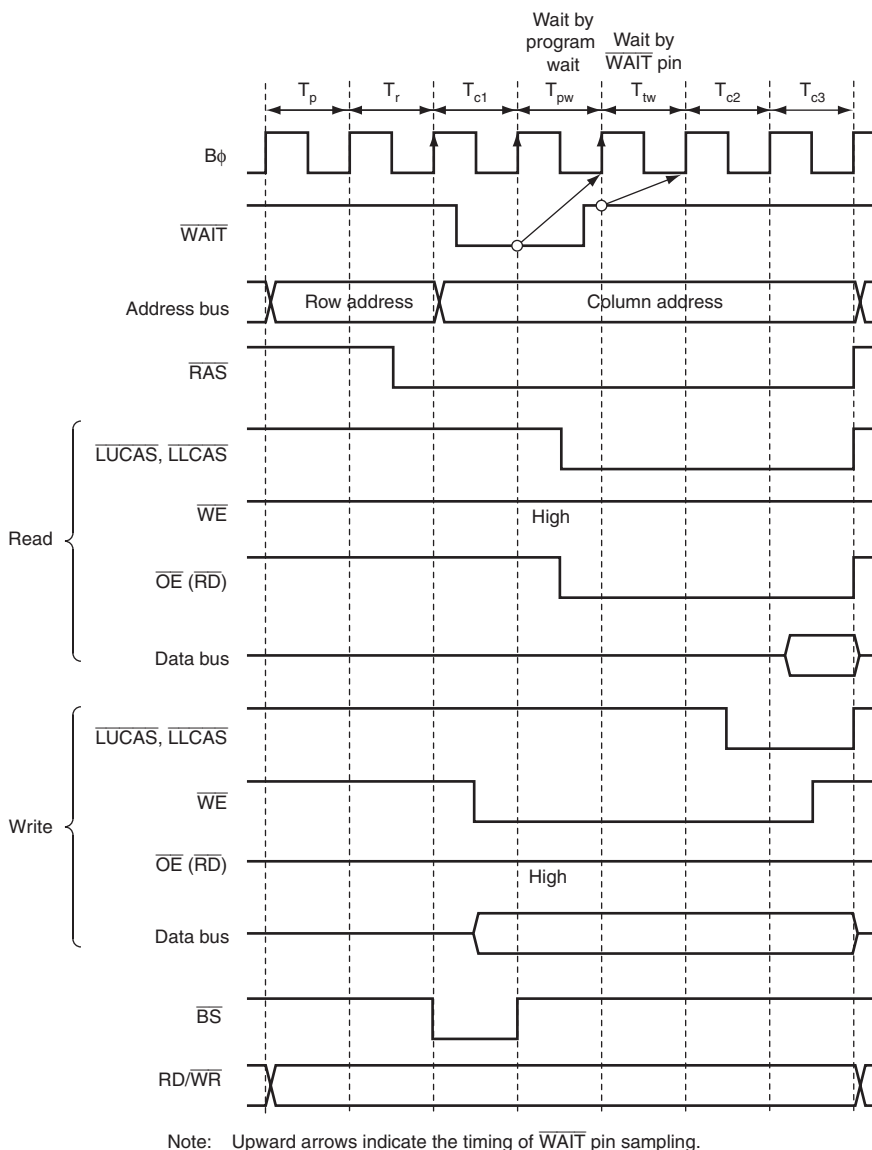 Wait by
program
wait
Wait by
WAIT pin
Tp Tr Tc1 Tpw Ttw Tc2 Tc3
Bϕ
WAIT
Address bus Row address Column address
RAS
Read
LUCAS, LLCAS
WE High
OE (RD)
Data bus
Write
LUCAS, LLCAS
WE
OE (RD) High
Data bus
BS
RD/WR
Note: Upward arrows indicate the timing of WAIT pin sampling.